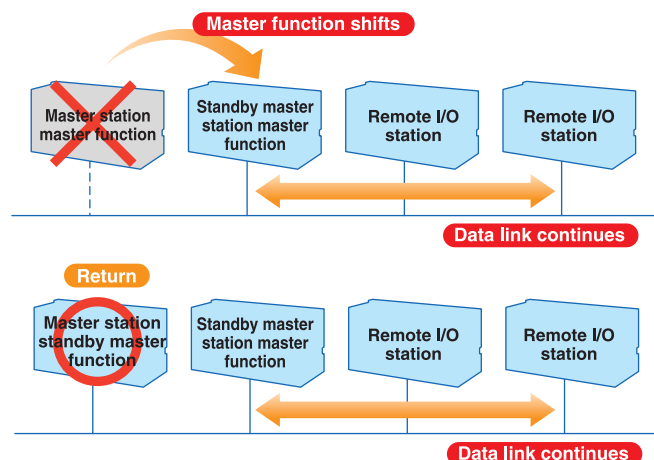 Master function shifts
Master station
master function
Standby master
station master
function
Remote I/O
station
Remote I/O
station
Data link continues
Return
Master station
standby master
function
Standby master
station master
function
Remote I/O
station
Remote I/O
station
Data link continues